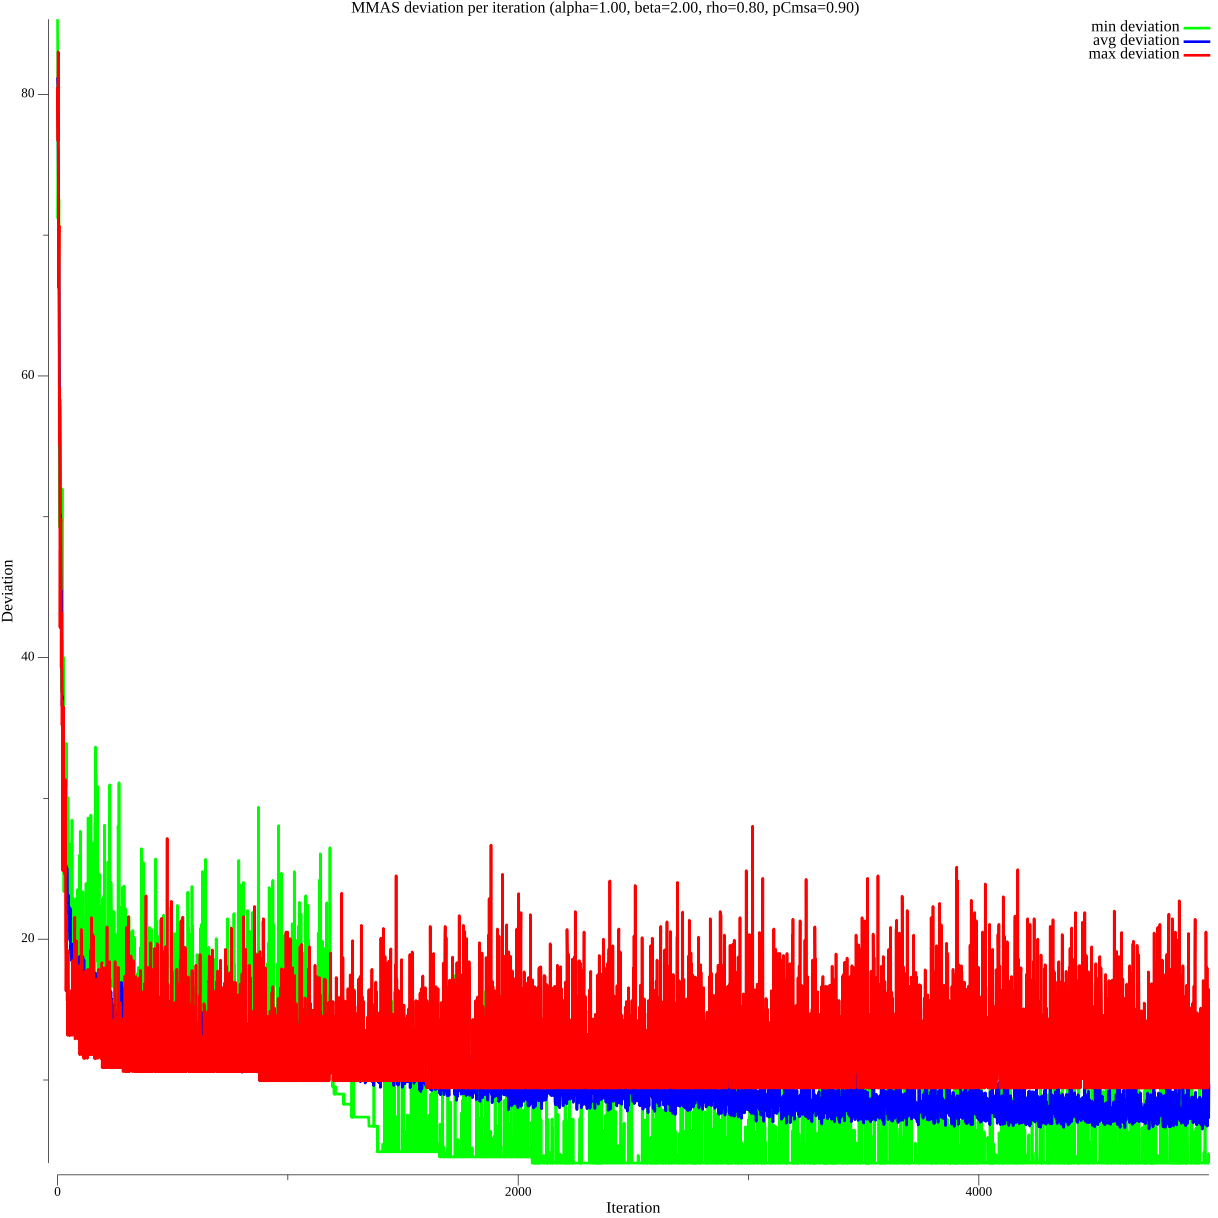 MMAS deviation per iteration (alpha=1.00, beta=2.00, rho=0.80, pCmsa=0.90)
min deviation
avg deviation
max deviation
80
60
40
20
Deviation
0 2000 4000
Iteration